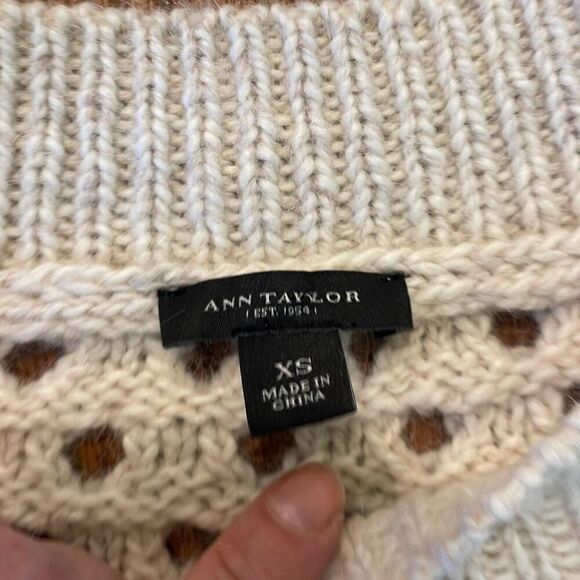 ANN TAYLOR
EST. 1954
XS
MADE IN
CHINA